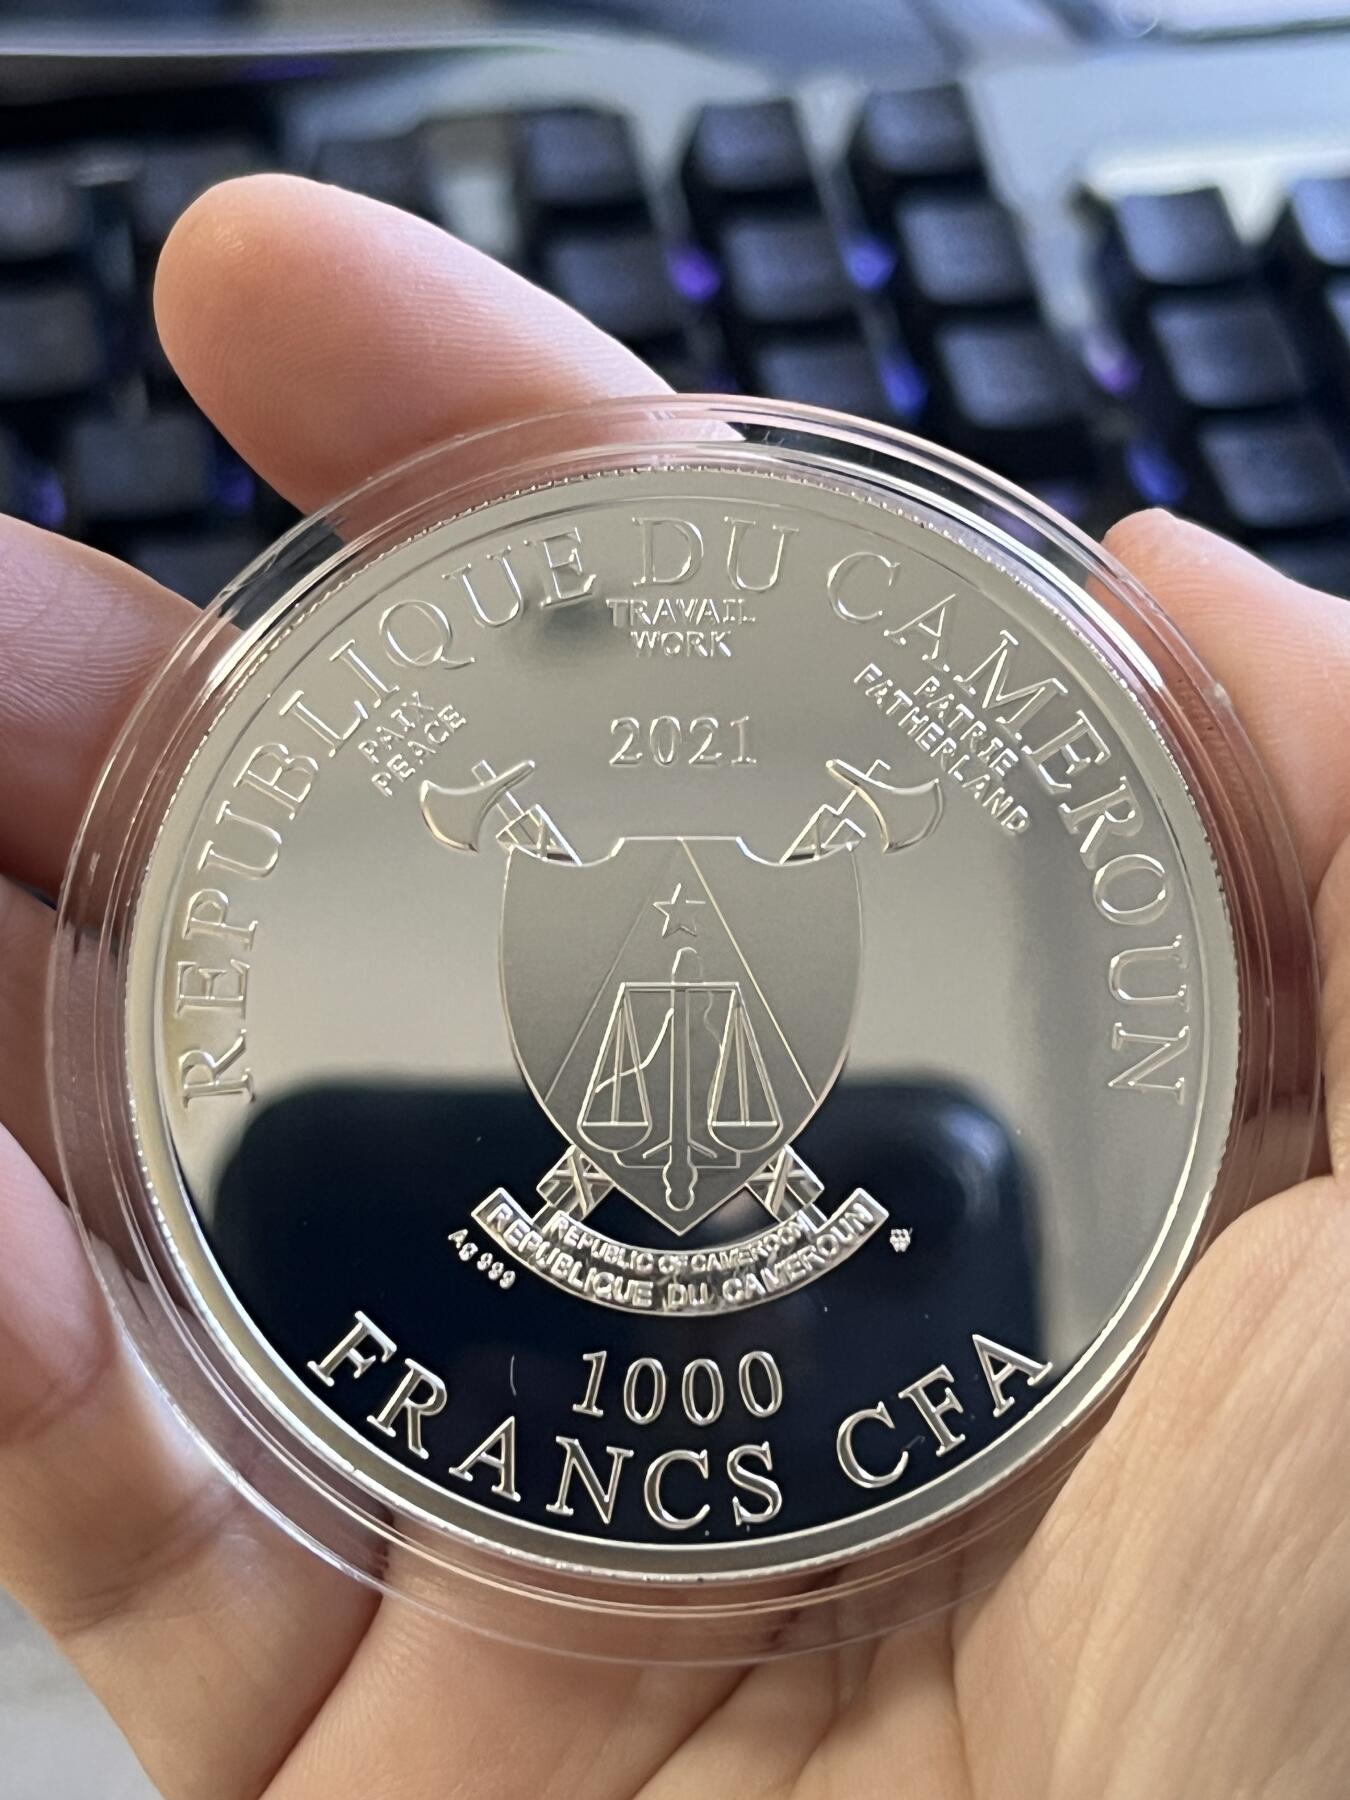 REPUBLIQUE DU CAMEROUN
TRAVAIL
WORK
PAIX
PEACE
PATRIE
FATHERLAND
2021
REPUBLIC OF CAMEROON
REPUBLIQUE DU CAMEROUN
Ag 999
1000
FRANCS CFA